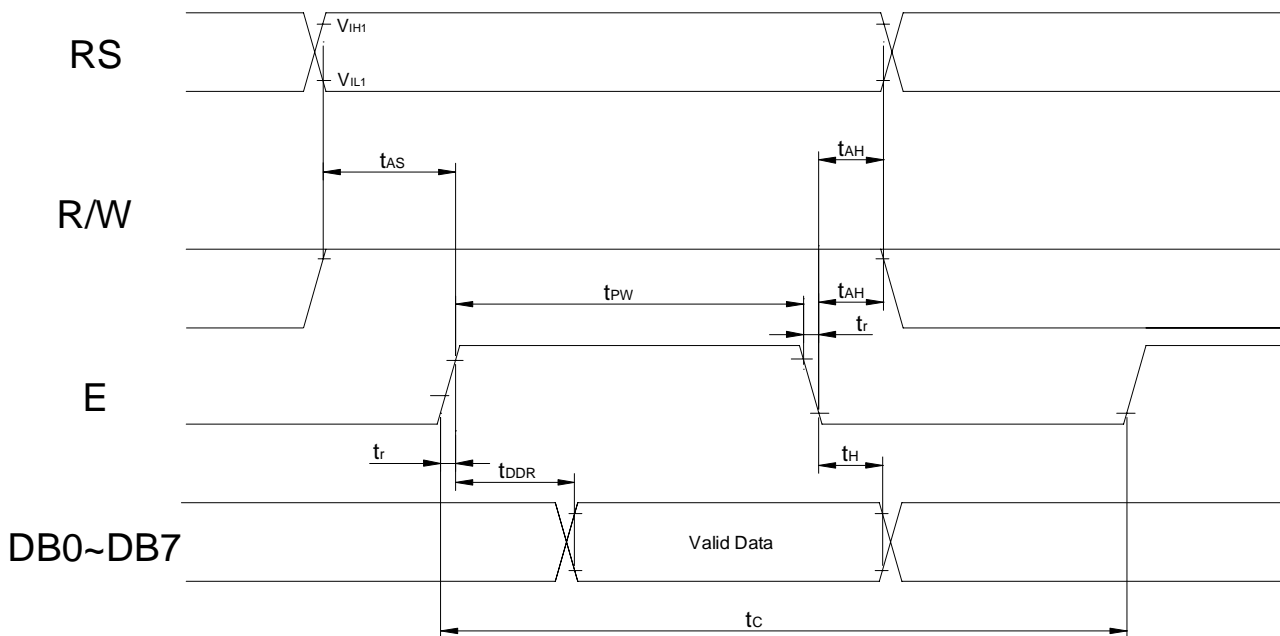 RS
VIH1
VIL1
tAS
tAH
R/W
tPW
tAH
tr
E
tr
tDDR
tH
DB0~DB7
Valid Data
tC